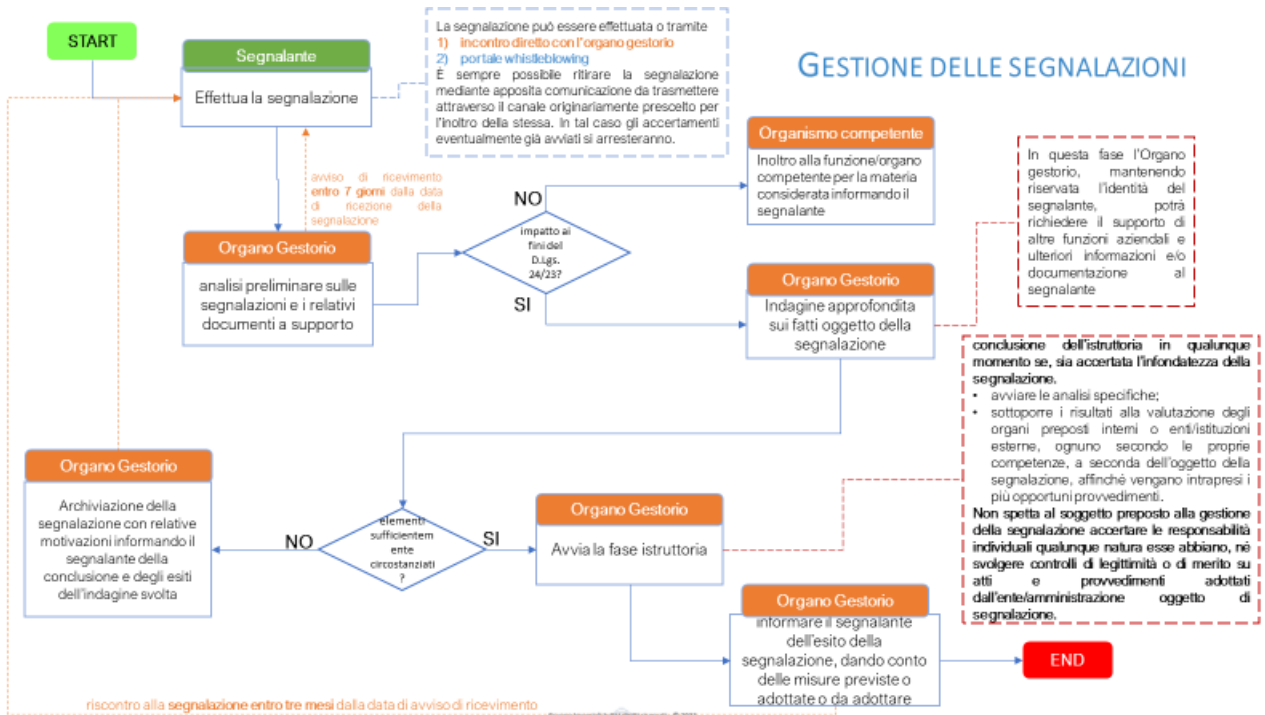 START
Segnalante
Effettua la segnalazione
La segnalazione può essere effettuata o tramite
1) incontro diretto con l'organo gestorio
2) portale whistleblowing
È sempre possibile ritirare la segnalazione
mediante apposita comunicazione da trasmettere
attraverso il canale originariamente prescelto per
l'inoltro della stessa. In tal caso gli accertamenti
eventualmente già avviati si arresteranno.
GESTIONE DELLE SEGNALAZIONI
avviso di ricevimento
entro 7 giorni dalla data
di ricezione della
segnalazione
Organo Gestorio
analisi preliminare sulle
segnalazioni e i relativi
documenti a supporto
impatto ai
fini del
D.Lgs.
24/23?
NO
SI
Organismo competente
Inoltro alla funzione/organo
competente per la materia
considerata informando il
segnalante
Organo Gestorio
Indagine approfondita
sui fatti oggetto della
segnalazione
In questa fase l'Organo
gestorio, mantenendo
riservata l'identità del
segnalante, potrà
richiedere il supporto di
altre funzioni aziendali e
ulteriori informazioni e/o
documentazione al
segnalante
conclusione dell'istruttoria in qualunque
momento se, sia accertata l'infondatezza della
segnalazione.
• avviare le analisi specifiche;
• sottoporre i risultati alla valutazione degli
organi preposti interni o enti/istituzioni
esterne, ognuno secondo le proprie
competenze, a seconda dell'oggetto della
segnalazione, affinché vengano intrapresi i
più opportuni provvedimenti.
Non spetta al soggetto preposto alla gestione
della segnalazione accertare le responsabilità
individuali qualunque natura esse abbiano, né
svolgere controlli di legittimità o di merito su
atti e provvedimenti adottati
dall'ente/amministrazione oggetto di
segnalazione.
Organo Gestorio
Archiviazione della
segnalazione con relative
motivazioni informando il
segnalante della
conclusione e degli esiti
dell'indagine svolta
NO
elementi
sufficientem
ente
circostanziati
?
SI
Organo Gestorio
Avvia la fase istruttoria
Organo Gestorio
informare il segnalante
dell'esito della
segnalazione, dando conto
delle misure previste o
adottate o da adottare
END
riscontro alla segnalazione entro tre mesi dalla data di avviso di ricevimento